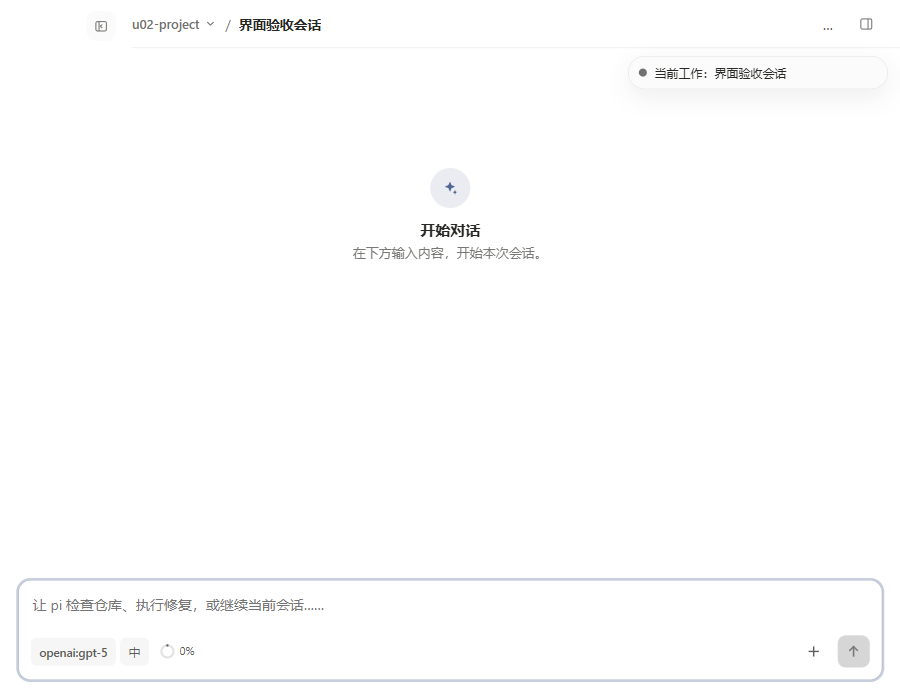 u02-project / 界面验收会话
...
当前工作：界面验收会话
开始对话
在下方输入内容，开始本次会话。
让 pi 检查仓库、执行修复，或继续当前会话......
openai:gpt-5 中 0%